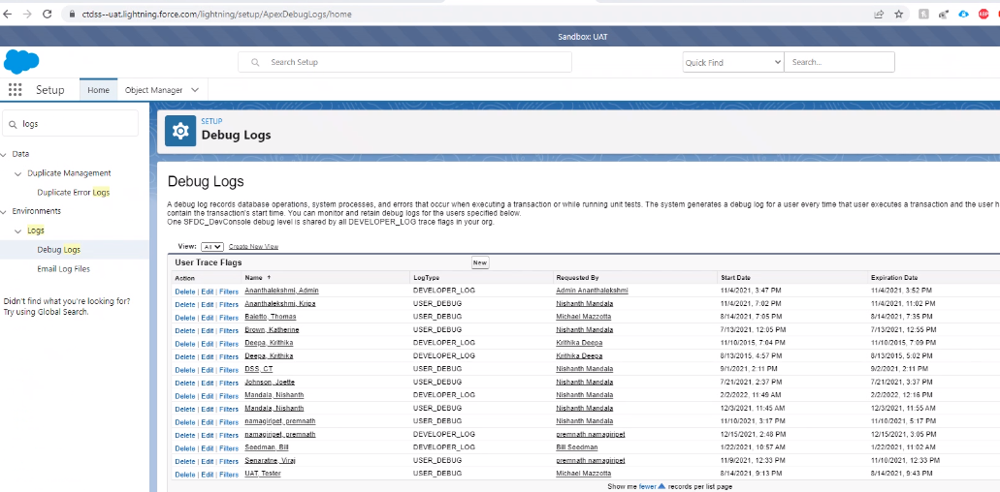 ctdss--uat.lightning.force.com/lightning/setup/ApexDebugLogs/home
ABP
Sandbox: UAT
Search Setup
Quick Find
Search...
Setup
Home
Object Manager
logs
Data
Duplicate Management
Duplicate Error Logs
Environments
Logs
Debug Logs
Email Log Files
Didn't find what you're looking for?
Try using Global Search.
SETUP
Debug Logs
Debug Logs
A debug log records database operations, system processes, and errors that occur when executing a transaction or while running unit tests. The system generates a debug log for a user every time that user executes a transaction and the user h
contain the transaction's start time. You can monitor and retain debug logs for the users specified below.
One SFDC_DevConsole debug level is shared by all DEVELOPER_LOG trace flags in your org.
View: All Create New View
User Trace Flags New
Action Name LogType Requested By Start Date Expiration Date
Delete | Edit | Filters Ananthalekshmi, Admin DEVELOPER_LOG Admin Ananthalekshmi 11/4/2021, 3:47 PM 11/4/2021, 3:52 PM
Delete | Edit | Filters Ananthalekshmi, Kripa USER_DEBUG Nishanth Mandala 11/4/2021, 7:02 PM 11/4/2021, 11:02 PM
Delete | Edit | Filters Baietto, Thomas USER_DEBUG Michael Mazzotta 8/14/2021, 7:05 PM 8/14/2021, 7:35 PM
Delete | Edit | Filters Brown, Katherine USER_DEBUG Nishanth Mandala 7/13/2021, 12:05 PM 7/13/2021, 12:55 PM
Delete | Edit | Filters Deepa, Krithika DEVELOPER_LOG Krithika Deepa 11/10/2015, 7:04 PM 11/10/2015, 7:09 PM
Delete | Edit | Filters Deepa, Krithika DEVELOPER_LOG Krithika Deepa 8/13/2015, 4:57 PM 8/13/2015, 5:02 PM
Delete | Edit | Filters DSS, CT USER_DEBUG Nishanth Mandala 9/1/2021, 2:11 PM 9/2/2021, 2:11 PM
Delete | Edit | Filters Johnson, Joette USER_DEBUG Nishanth Mandala 7/21/2021, 2:37 PM 7/21/2021, 3:37 PM
Delete | Edit | Filters Mandala, Nishanth DEVELOPER_LOG Nishanth Mandala 2/2/2022, 11:49 AM 2/2/2022, 12:16 PM
Delete | Edit | Filters Mandala, Nishanth USER_DEBUG Nishanth Mandala 12/3/2021, 11:45 AM 12/3/2021, 11:55 AM
Delete | Edit | Filters namagiripet, premnath USER_DEBUG Nishanth Mandala 11/10/2021, 3:17 PM 11/10/2021, 5:17 PM
Delete | Edit | Filters namagiripet, premnath DEVELOPER_LOG premnath namagiripet 12/15/2021, 2:46 PM 12/15/2021, 3:05 PM
Delete | Edit | Filters Seedman, Bill DEVELOPER_LOG Bill Seedman 1/22/2021, 10:57 AM 1/22/2021, 11:02 AM
Delete | Edit | Filters Senaratne, Viraj USER_DEBUG premnath namagiripet 11/9/2021, 12:33 PM 11/10/2021, 12:33 PM
Delete | Edit | Filters UAT, Tester USER_DEBUG Michael Mazzotta 8/14/2021, 9:13 PM 8/14/2021, 9:43 PM
Show me fewer records per list page